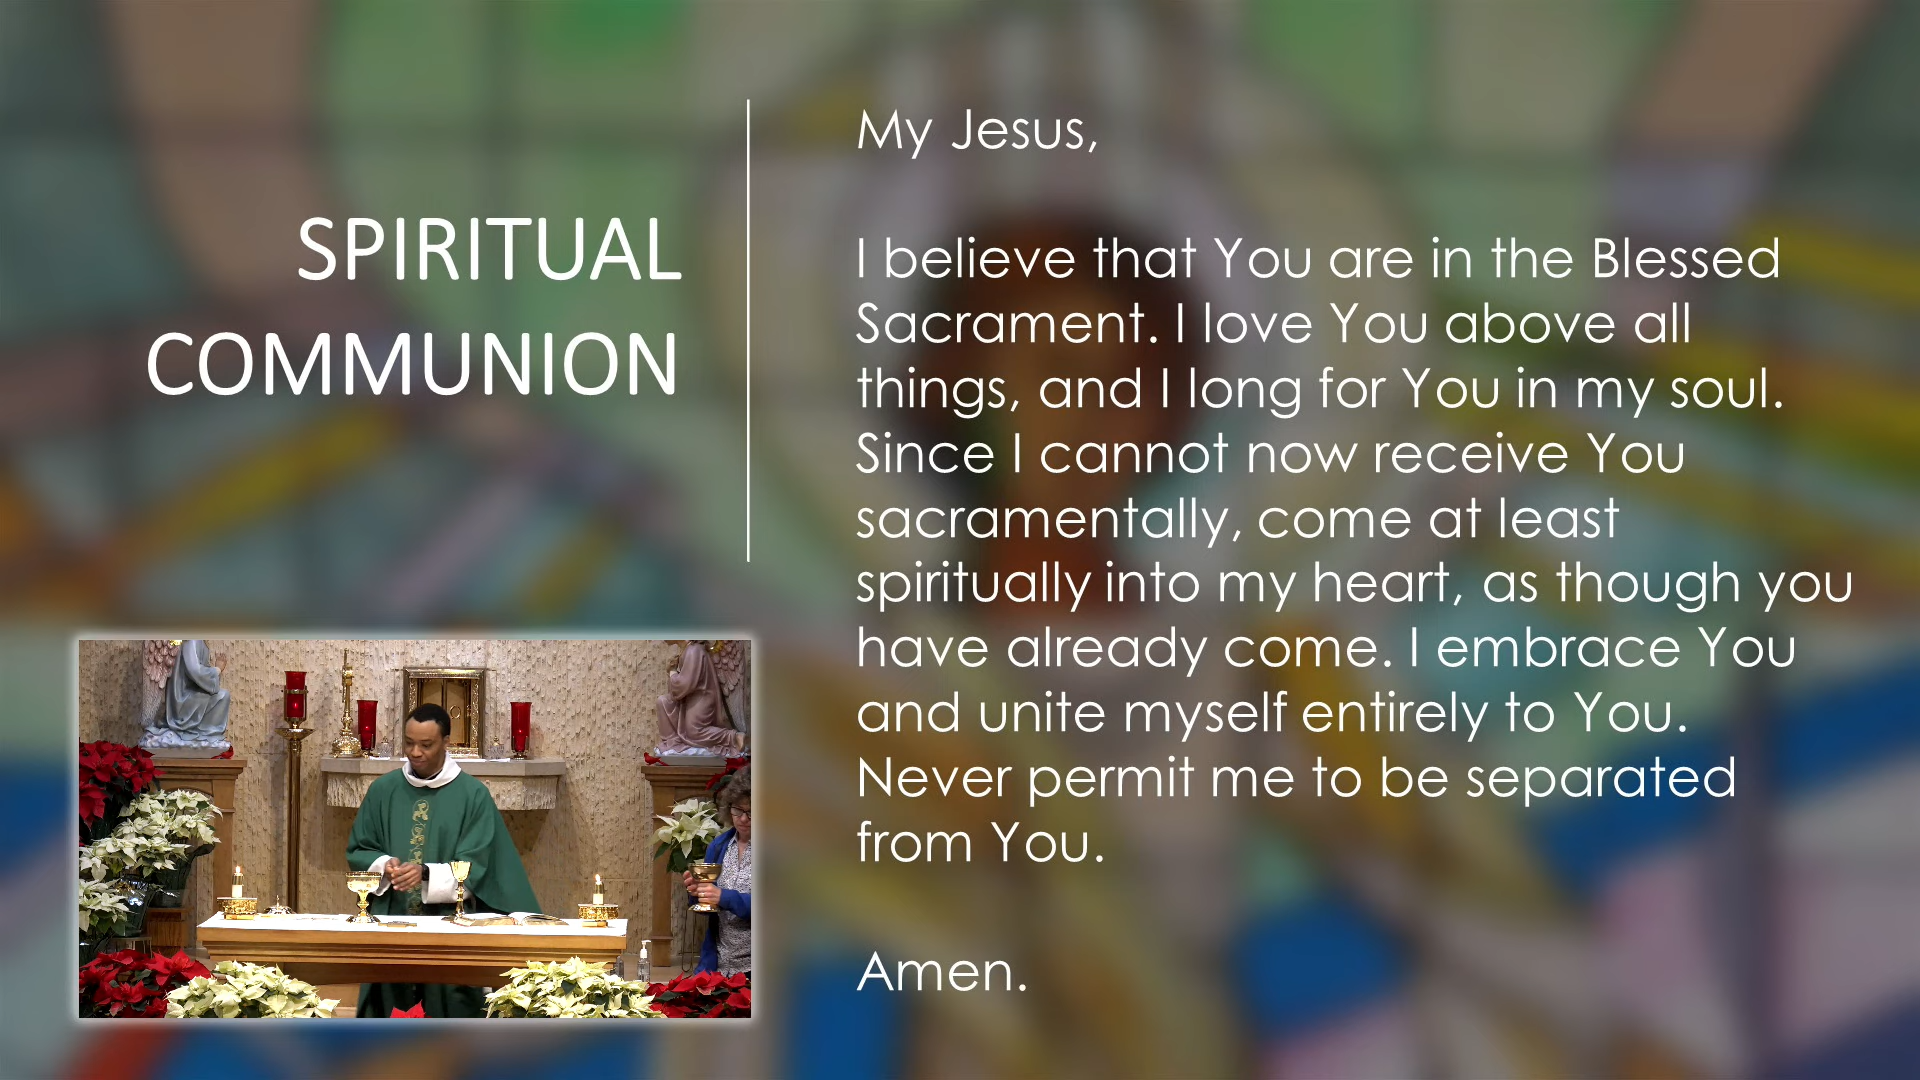 SPIRITUAL
COMMUNION
My Jesus,
I believe that You are in the Blessed
Sacrament. I love You above all
things, and I long for You in my soul.
Since I cannot now receive You
sacramentally, come at least
spiritually into my heart, as though you
have already come. I embrace You
and unite myself entirely to You.
Never permit me to be separated
from You.
Amen.